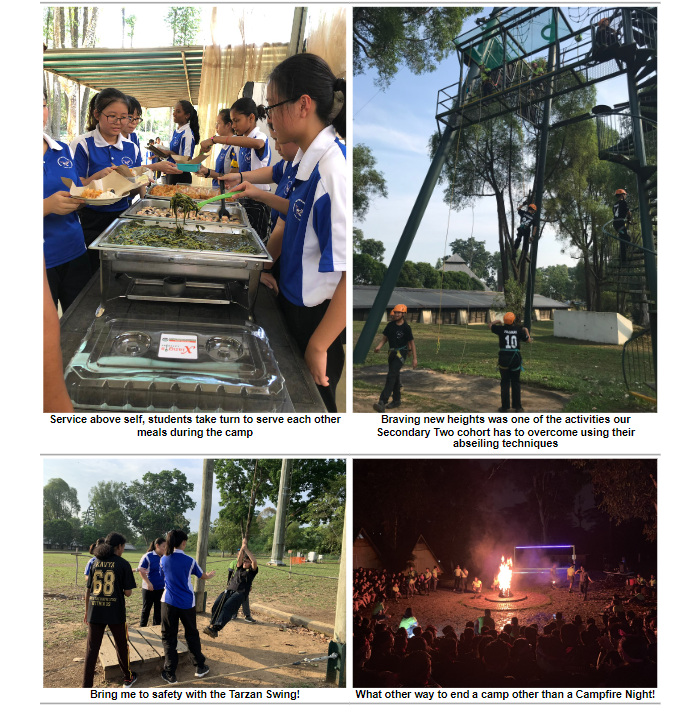 Service above self, students take turn to serve each other
meals during the camp
Braving new heights was one of the activities our
Secondary Two cohort has to overcome using their
abseiling techniques
10
KAVYA
68
Bring me to safety with the Tarzan Swing!
What other way to end a camp other than a Campfire Night!